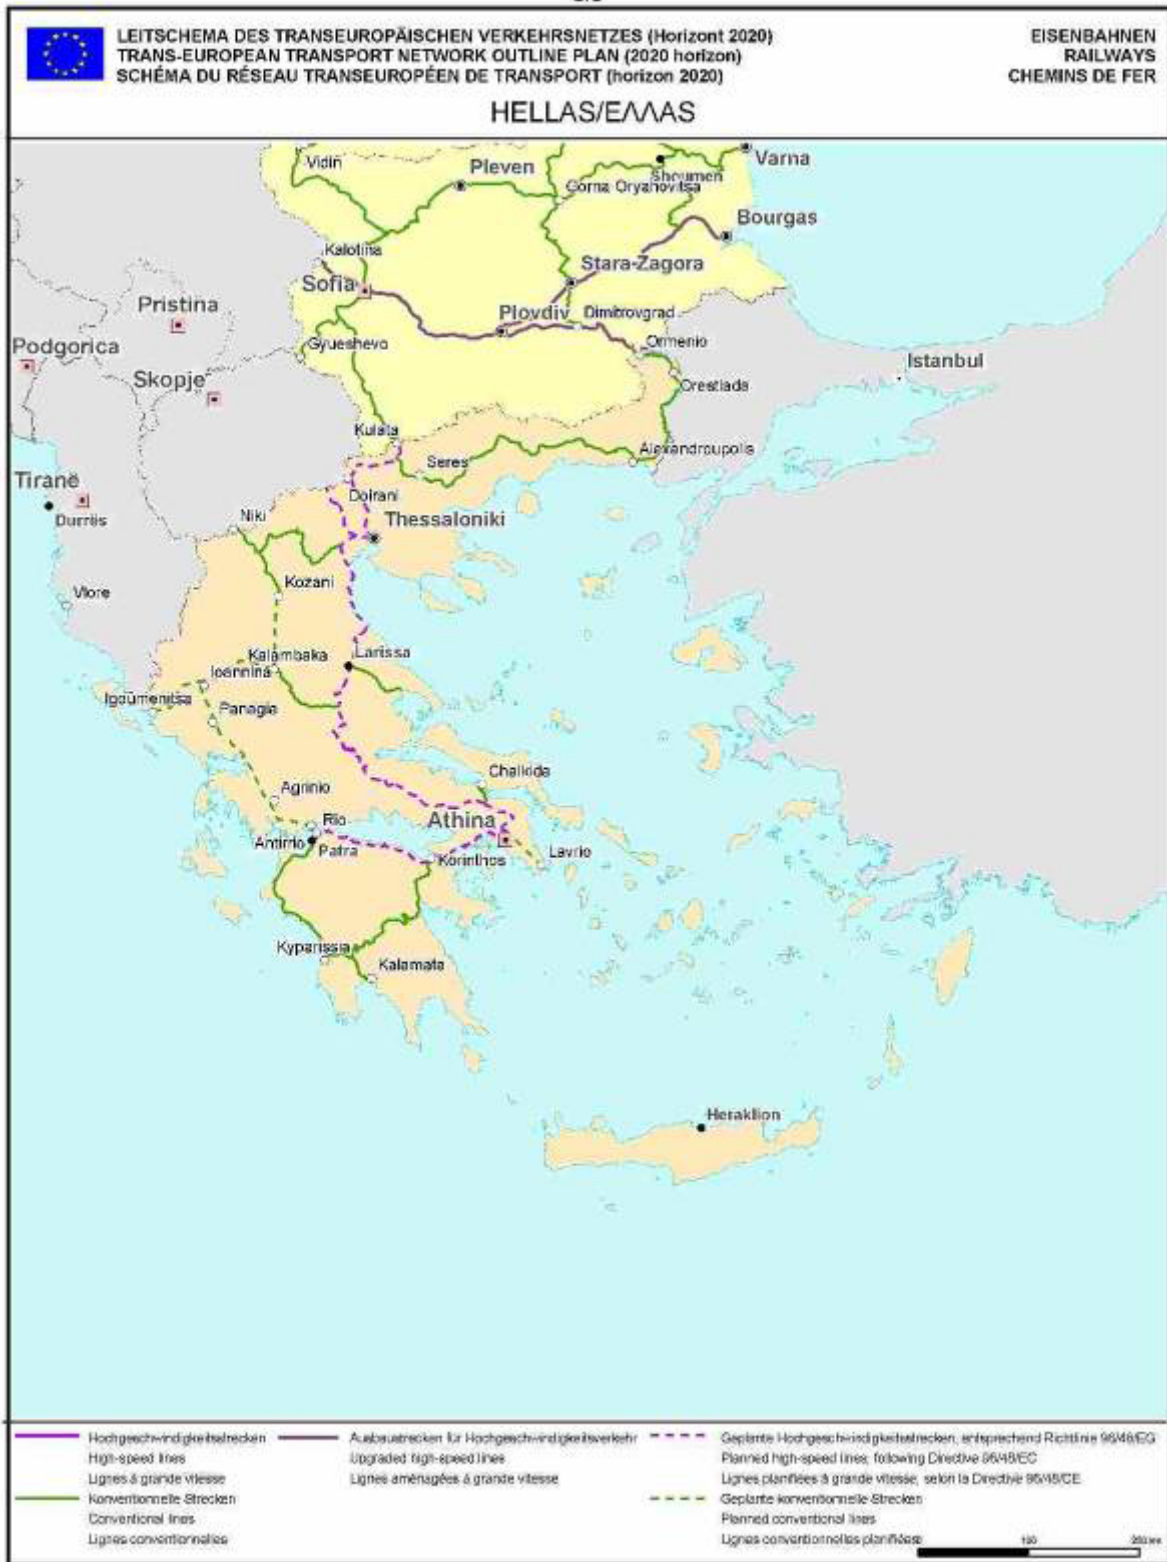 LEITSCHEMA DES TRANSEUROPÄISCHEN VERKEHRSNETZES (Horizont 2020)
TRANS-EUROPEAN TRANSPORT NETWORK OUTLINE PLAN (2020 horizon)
SCHÉMA DU RÉSEAU TRANSEUROPÉEN DE TRANSPORT (horizon 2020)
EISENBAHNEN
RAILWAYS
CHEMINS DE FER
HELLAS/ΕΛΛΑS
Vidin
Pleven
Shoumen
Varna
Gorna Oryahovitsa
Bourgas
Kalotina
Sofia
Stara-Zagora
Pristina
Plovdiv
Dimitrovgrad
Podgorica
Gyueshevo
Ormenio
Istanbul
Skopje
Orestiada
Kulata
Seres
Alexandroupolis
Tiranë
Durrës
Doirani
Niki
Thessaloniki
Kozani
Vlore
Kalambaka
Larissa
Ioannina
Igoumenitsa
Panagia
Chalkida
Agrinio
Rio
Athina
Antirrio
Patra
Korinthos
Lavrio
Kyparissia
Kalamata
Heraklion
Hochgeschwindigkeitsstrecken
High-speed lines
Lignes à grande vitesse
Konventionnelle Strecken
Conventional lines
Lignes conventionnelles
Ausbaustrecken für Hochgeschwindigkeitsverkehr
Upgraded high-speed lines
Lignes aménagées à grande vitesse
Geplante Hochgeschwindigkeitsstrecken, entsprechend Richtlinie 96/48/EG
Planned high-speed lines, following Directive 96/48/EC
Lignes planifiées à grande vitesse, selon la Directive 96/48/CE
Geplante konventionnelle Strecken
Planned conventional lines
Lignes conventionnelles planifiées